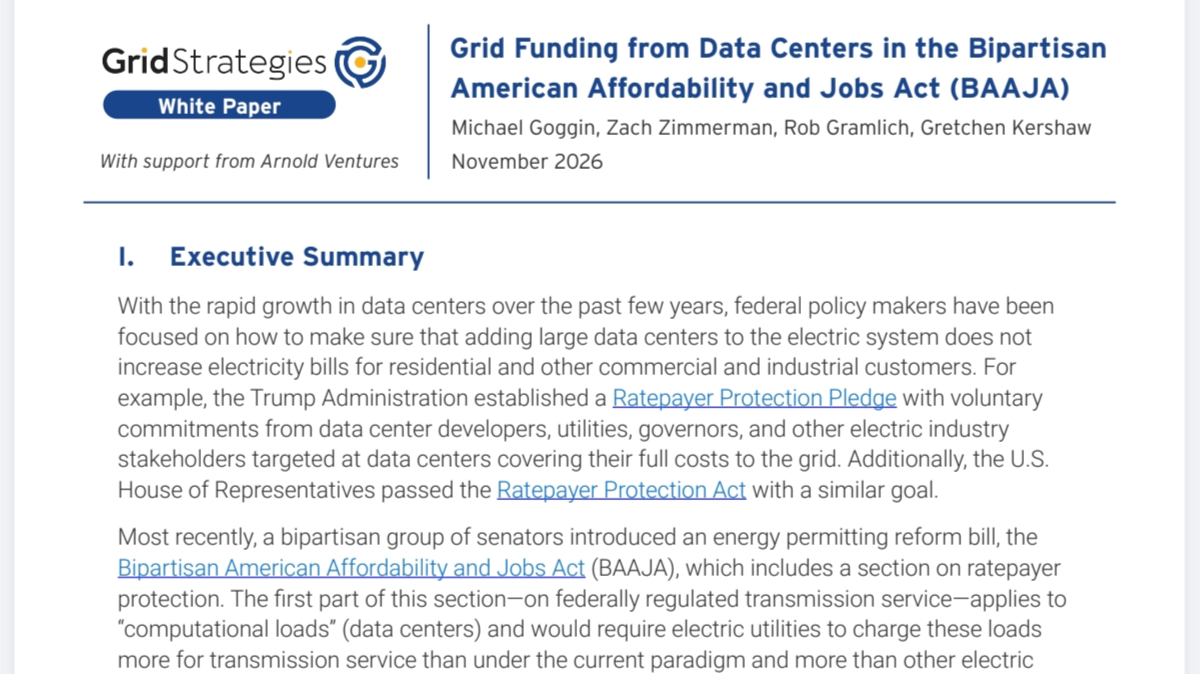 GridStrategies
White Paper
With support from Arnold Ventures
Grid Funding from Data Centers in the Bipartisan
American Affordability and Jobs Act (BAAJA)
Michael Goggin, Zach Zimmerman, Rob Gramlich, Gretchen Kershaw
November 2026
I. Executive Summary
With the rapid growth in data centers over the past few years, federal policy makers have been
focused on how to make sure that adding large data centers to the electric system does not
increase electricity bills for residential and other commercial and industrial customers. For
example, the Trump Administration established a Ratepayer Protection Pledge with voluntary
commitments from data center developers, utilities, governors, and other electric industry
stakeholders targeted at data centers covering their full costs to the grid. Additionally, the U.S.
House of Representatives passed the Ratepayer Protection Act with a similar goal.
Most recently, a bipartisan group of senators introduced an energy permitting reform bill, the
Bipartisan American Affordability and Jobs Act (BAAJA), which includes a section on ratepayer
protection. The first part of this section—on federally regulated transmission service—applies to
“computational loads” (data centers) and would require electric utilities to charge these loads
more for transmission service than under the current paradigm and more than other electric